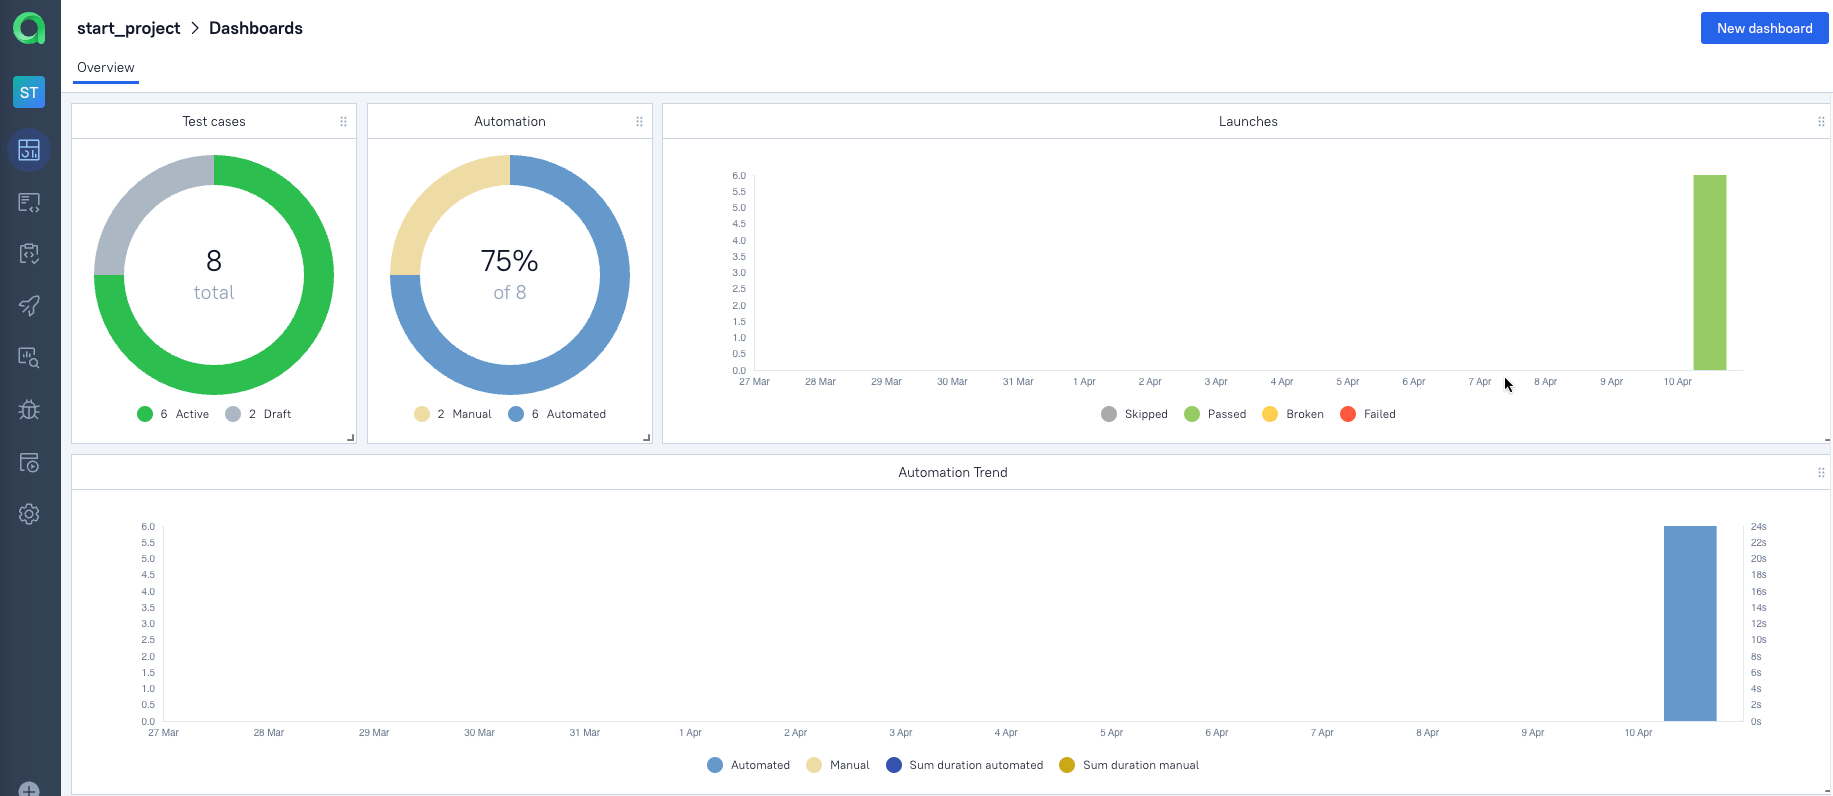 start_project > Dashboards
New dashboard
Overview
ST
Test cases
8
total
6 Active 2 Draft
Automation
75%
of 8
2 Manual 6 Automated
Launches
6.0
5.5
5.0
4.5
4.0
3.5
3.0
2.5
2.0
1.5
1.0
0.5
0.0
27 Mar 28 Mar 29 Mar 30 Mar 31 Mar 1 Apr 2 Apr 3 Apr 4 Apr 5 Apr 6 Apr 7 Apr 8 Apr 9 Apr 10 Apr
Skipped Passed Broken Failed
Automation Trend
6.0 24s
5.5 22s
5.0 20s
4.5 18s
4.0 16s
3.5 14s
3.0 12s
2.5 10s
2.0 8s
1.5 6s
1.0 4s
0.5 2s
0.0 0s
27 Mar 28 Mar 29 Mar 30 Mar 31 Mar 1 Apr 2 Apr 3 Apr 4 Apr 5 Apr 6 Apr 7 Apr 8 Apr 9 Apr 10 Apr
Automated Manual Sum duration automated Sum duration manual